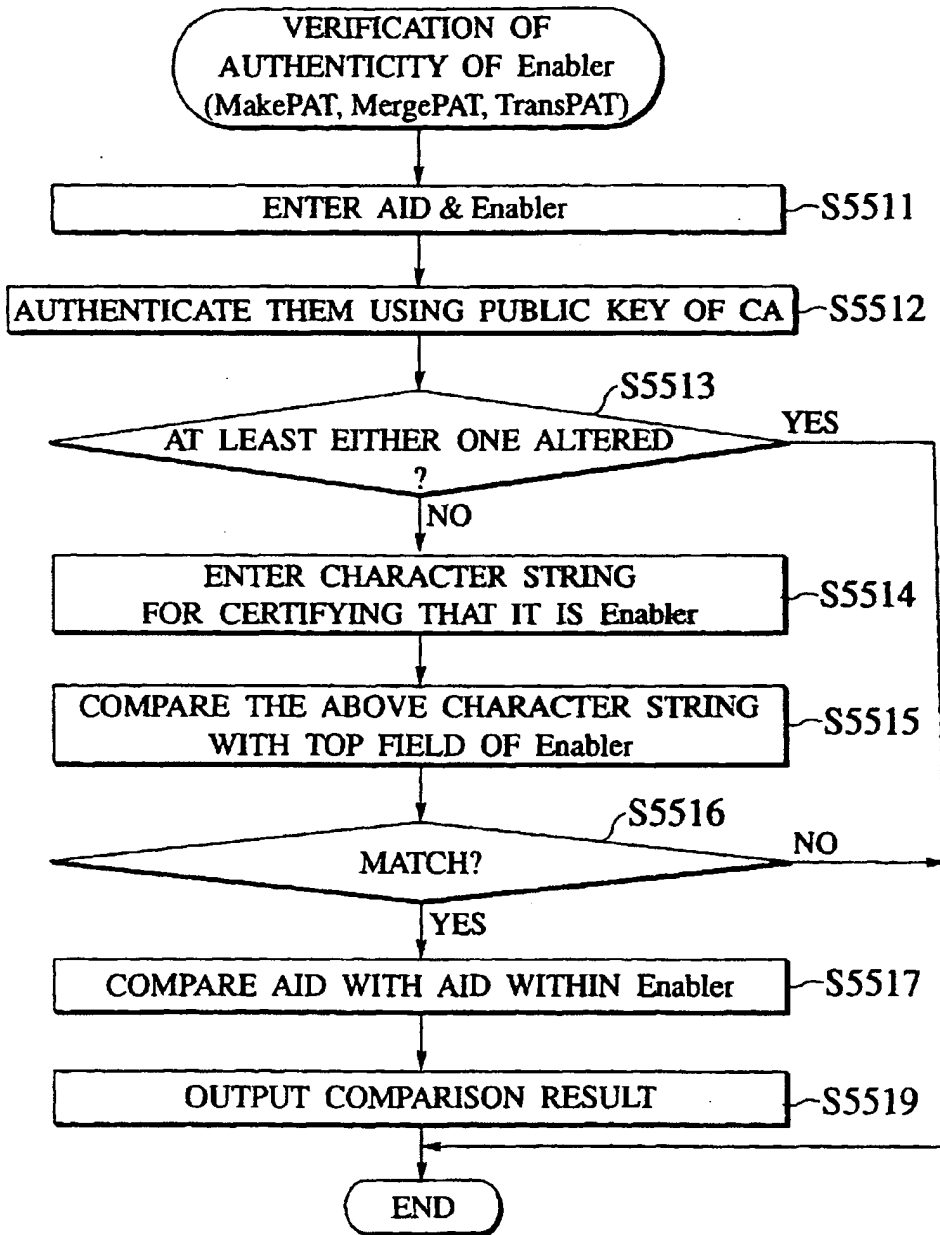 VERIFICATION OF
AUTHENTICITY OF Enabler
(MakePAT, MergePAT, TransPAT)
ENTER AID & Enabler
S5511
AUTHENTICATE THEM USING PUBLIC KEY OF CA
S5512
S5513
AT LEAST EITHER ONE ALTERED
?
YES
NO
ENTER CHARACTER STRING
FOR CERTIFYING THAT IT IS Enabler
S5514
COMPARE THE ABOVE CHARACTER STRING
WITH TOP FIELD OF Enabler
S5515
S5516
MATCH?
NO
YES
COMPARE AID WITH AID WITHIN Enabler
S5517
OUTPUT COMPARISON RESULT
S5519
END